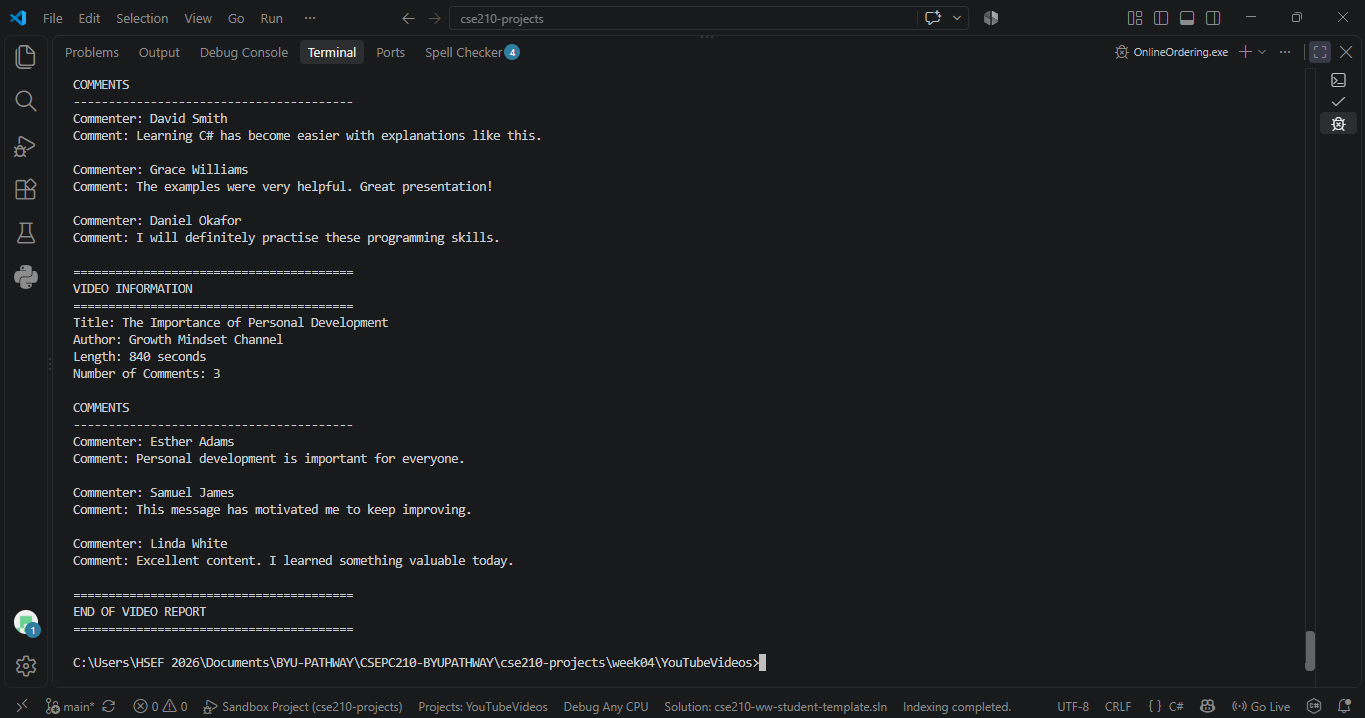 File Edit Selection View Go Run ··· cse210-projects
Problems Output Debug Console Terminal Ports Spell Checker 4 OnlineOrdering.exe
COMMENTS
----------------------------------------
Commenter: David Smith
Comment: Learning C# has become easier with explanations like this.
Commenter: Grace Williams
Comment: The examples were very helpful. Great presentation!
Commenter: Daniel Okafor
Comment: I will definitely practise these programming skills.
========================================
VIDEO INFORMATION
========================================
Title: The Importance of Personal Development
Author: Growth Mindset Channel
Length: 840 seconds
Number of Comments: 3
COMMENTS
----------------------------------------
Commenter: Esther Adams
Comment: Personal development is important for everyone.
Commenter: Samuel James
Comment: This message has motivated me to keep improving.
Commenter: Linda White
Comment: Excellent content. I learned something valuable today.
========================================
END OF VIDEO REPORT
========================================
C:\Users\HSEF 2026\Documents\BYU-PATHWAY\CSEPC210-BYUPATHWAY\cse210-projects\week04\YouTubeVideos>
1
main* 0 0 Sandbox Project (cse210-projects) Projects: YouTubeVideos Debug Any CPU Solution: cse210-ww-student-template.sln Indexing completed. UTF-8 CRLF { } C# Go Live